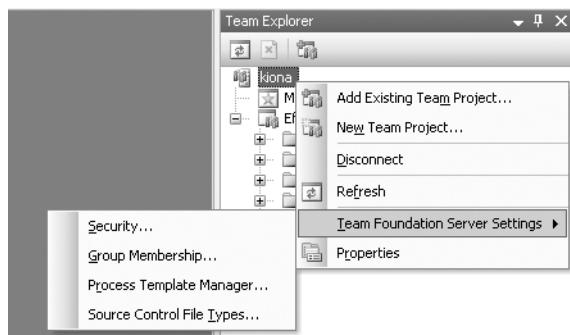 Team Explorer
kiona
M
Ef
Add Existing Team Project...
New Team Project...
Disconnect
Refresh
Team Foundation Server Settings
Properties
Security...
Group Membership...
Process Template Manager...
Source Control File Types...